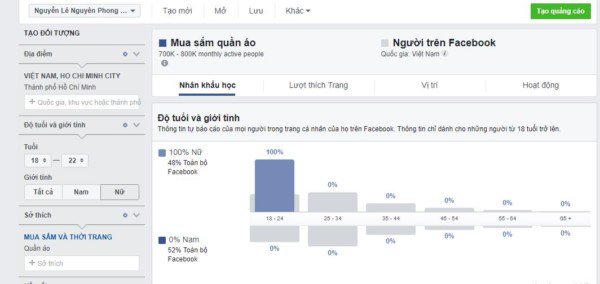 Nguyễn Lê Nguyên Phong ...
Tạo mới
Mở
Lưu
Khác
Tạo quảng cáo
TẠO ĐỐI TƯỢNG
Địa điểm
VIỆT NAM, HO CHI MINH CITY
Thành phố Hồ Chí Minh
+ Quốc gia, khu vực hoặc thành phố
Độ tuổi và giới tính
Tuổi
18 — 22
Giới tính
Tất cả
Nam
Nữ
Sở thích
MUA SẮM VÀ THỜI TRANG
Quần áo
+ Sở thích
Mua sắm quần áo
700K - 800K monthly active people
Người trên Facebook
Quốc gia: Việt Nam
Nhân khẩu học
Lượt thích Trang
Vị trí
Hoạt động
Độ tuổi và giới tính
Thông tin tự báo cáo của mọi người trong trang cá nhân của họ trên Facebook. Thông tin chỉ dành cho những người từ 18 tuổi trở lên.
100% Nữ
48% Toàn bộ
Facebook
100%
0%
0%
0%
0%
0%
18 - 24
25 - 34
35 - 44
45 - 54
55 - 64
65 +
0% Nam
52% Toàn bộ
Facebook
0%
0%
0%
0%
0%
0%